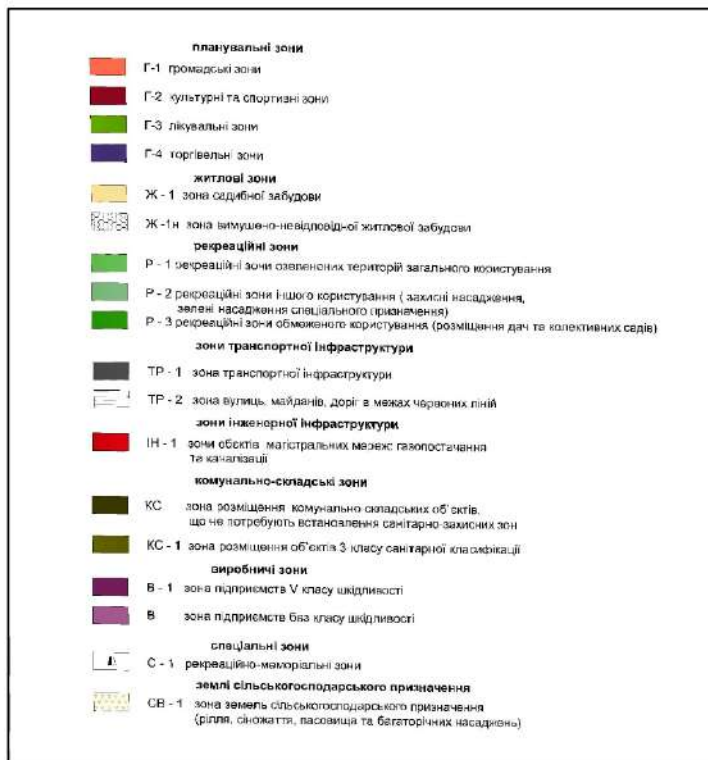 планувальні зони
Г-1 громадські зони
Г-2 культурні та спортивні зони
Г-3 лікувальні зони
Г-4 торгівельні зони
житлові зони
Ж - 1 зона садибної забудови
Ж -1н зона вимушено-невідповідної житлової забудови
рекреаційні зони
Р - 1 рекреаційні зони озеленених територій загального користування
Р - 2 рекреаційні зони іншого користування ( захисні насадження,
зелені насадження спеціального призначення)
Р - 3 рекреаційні зони обмеженого користування (розміщення дач та колективних садів)
зони транспортної інфраструктури
ТР - 1 зона транспортної інфраструктури
ТР - 2 зона вулиць, майданів, доріг в межах червоних ліній
зони інженерної інфраструктури
ІН - 1 зони обєктів магістральних мереж газопостачання
та каналізації
комунально-складські зони
КС зона розміщення комунально складських об'єктів,
що не потребують встановлення санітарно-захисних зон
КС - 1 зона розміщення об'єктів 3 класу санітарної класифікації
виробничі зони
В - 1 зона підприємств V класу шкідливості
В зона підприємств без класу шкідливості
спеціальні зони
С - 1 рекреаційно-меморіальні зони
землі сільськогосподарського призначення
СВ - 1 зона земель сільськогосподарського призначення
(рілля, сіножаття, пасовища та багаторічних насаджень)